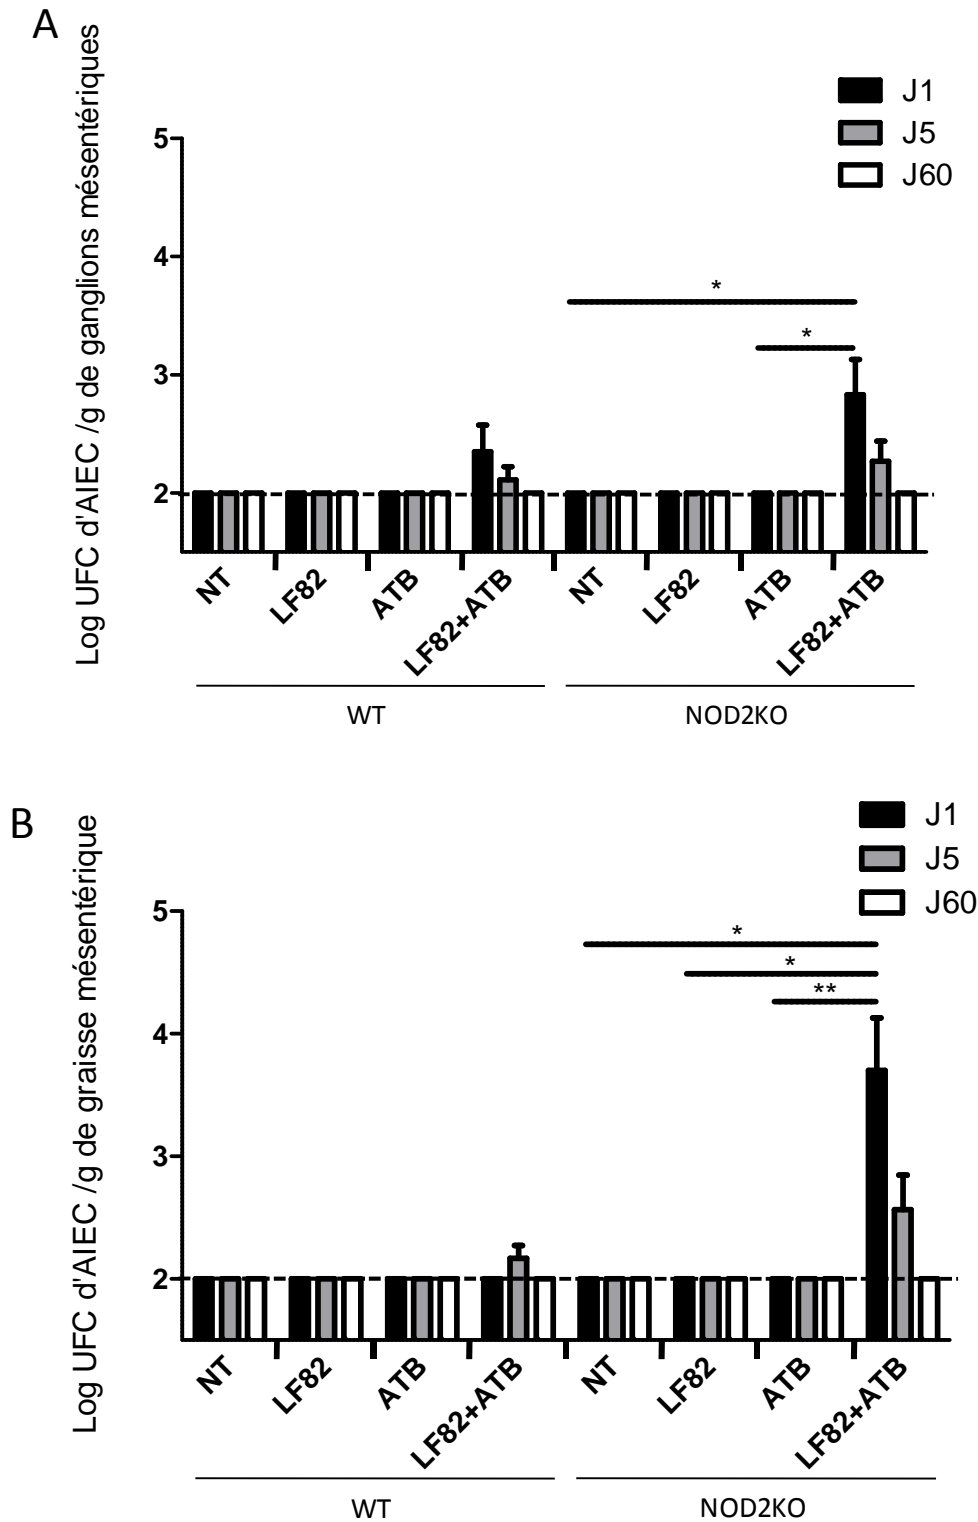 A
Log UFC d'AIEC /g de ganglions mésentériques
J1
J5
J60
5
4
3
2
*
*
NT
LF82
ATB
LF82+ATB
NT
LF82
ATB
LF82+ATB
WT
NOD2KO
B
Log UFC d'AIEC /g de graisse mésentérique
J1
J5
J60
5
4
3
2
*
*
**
NT
LF82
ATB
LF82+ATB
NT
LF82
ATB
LF82+ATB
WT
NOD2KO